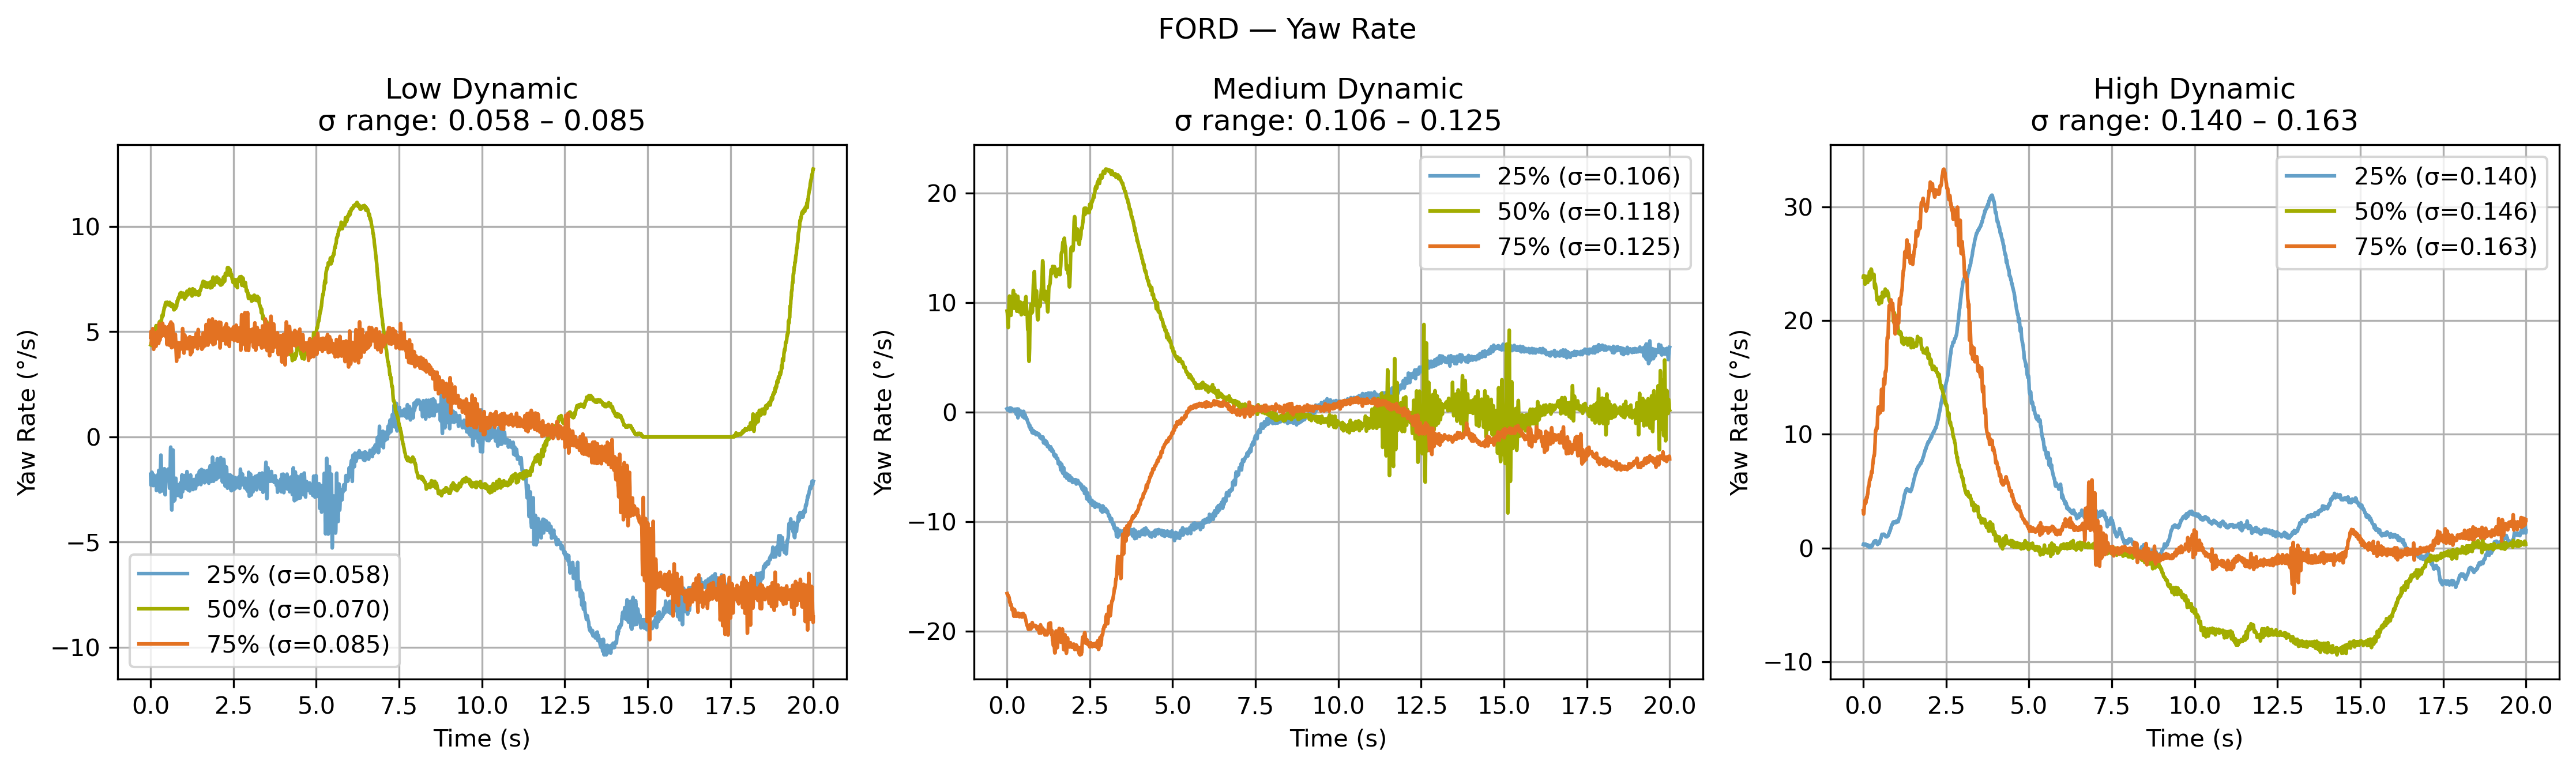 FORD — Yaw Rate
Low Dynamic
σ range: 0.058 – 0.085
Yaw Rate (°/s)
10
5
0
−5
−10
25% (σ=0.058)
50% (σ=0.070)
75% (σ=0.085)
0.0 2.5 5.0 7.5 10.0 12.5 15.0 17.5 20.0
Time (s)
Medium Dynamic
σ range: 0.106 – 0.125
Yaw Rate (°/s)
20
10
0
−10
−20
25% (σ=0.106)
50% (σ=0.118)
75% (σ=0.125)
0.0 2.5 5.0 7.5 10.0 12.5 15.0 17.5 20.0
Time (s)
High Dynamic
σ range: 0.140 – 0.163
Yaw Rate (°/s)
30
20
10
0
−10
25% (σ=0.140)
50% (σ=0.146)
75% (σ=0.163)
0.0 2.5 5.0 7.5 10.0 12.5 15.0 17.5 20.0
Time (s)